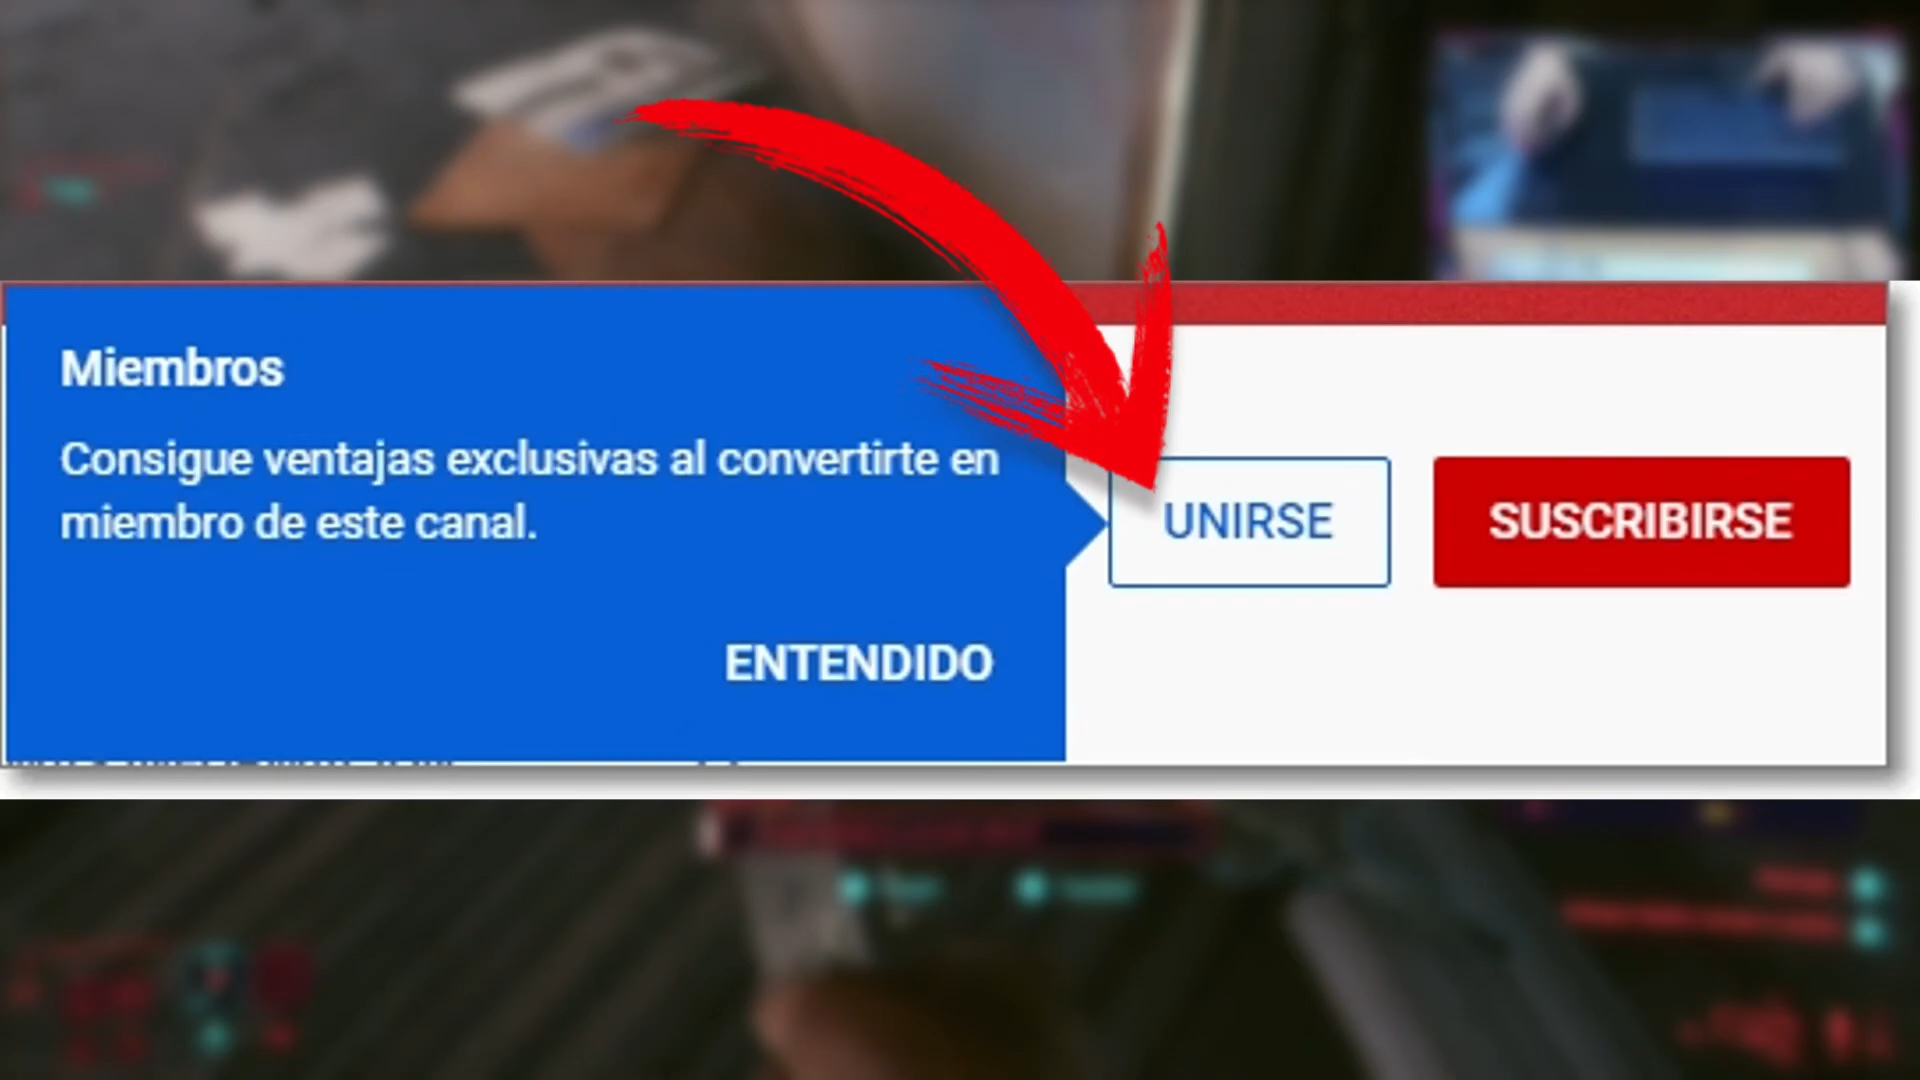 Miembros
Consigue ventajas exclusivas al convertirte en
miembro de este canal.
ENTENDIDO
UNIRSE
SUSCRIBIRSE